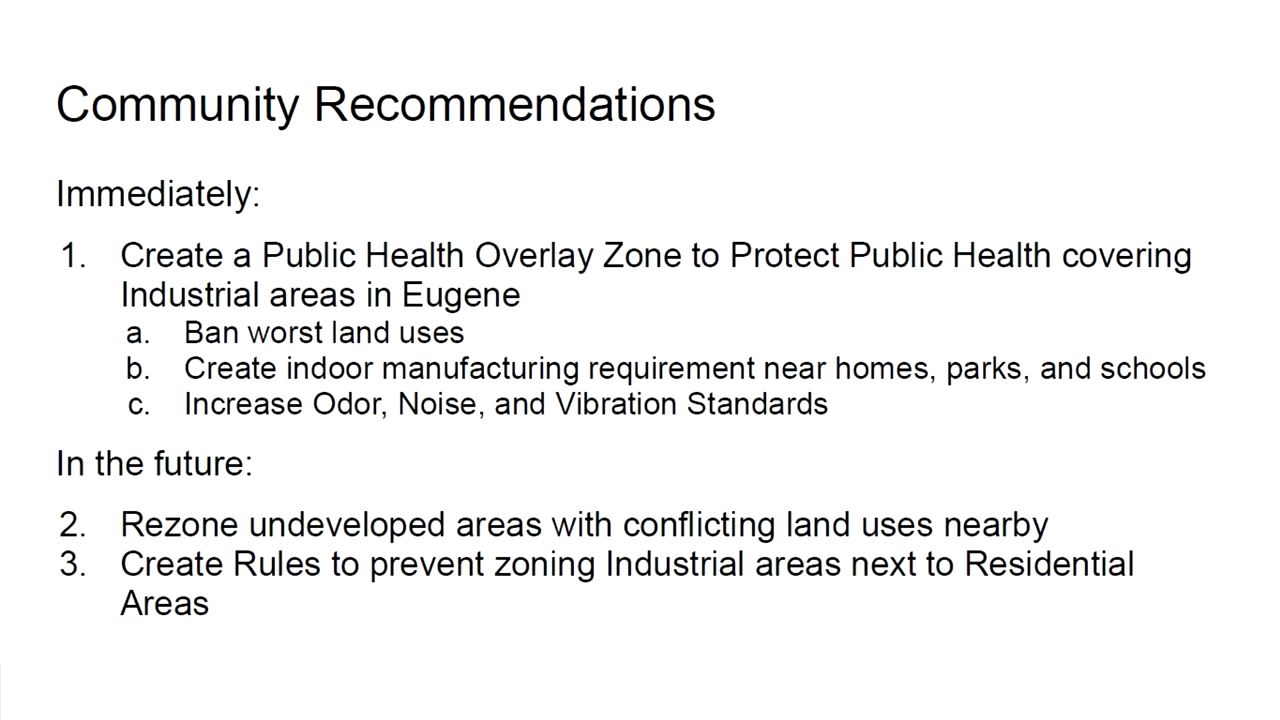 Community Recommendations
Immediately:
1. Create a Public Health Overlay Zone to Protect Public Health covering
Industrial areas in Eugene
a. Ban worst land uses
b. Create indoor manufacturing requirement near homes, parks, and schools
c. Increase Odor, Noise, and Vibration Standards
In the future:
2. Rezone undeveloped areas with conflicting land uses nearby
3. Create Rules to prevent zoning Industrial areas next to Residential
Areas